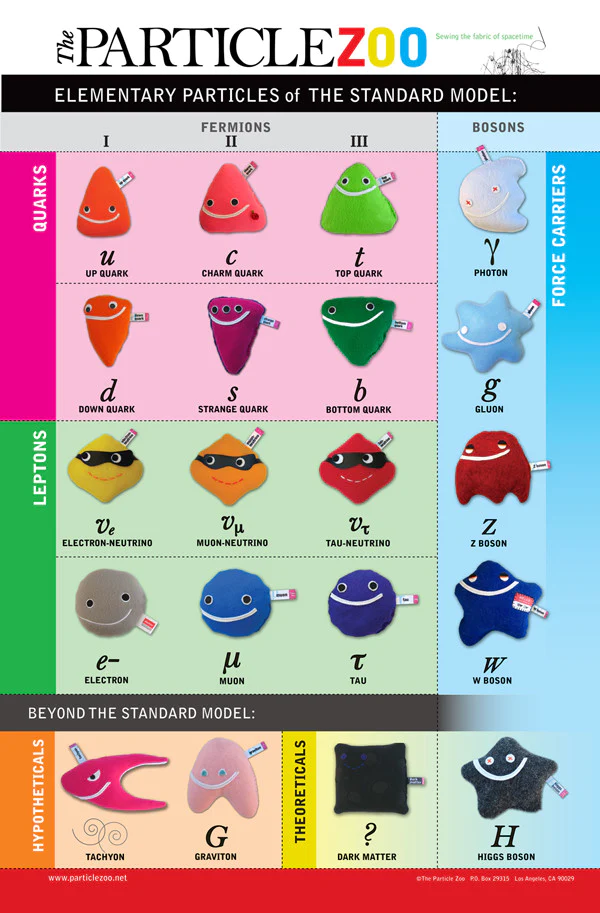 The PARTICLE ZOO
Sewing the fabric of spacetime
ELEMENTARY PARTICLES of THE STANDARD MODEL:
FERMIONS
BOSONS
I II III
QUARKS
FORCE CARRIERS
u c t γ
UP QUARK CHARM QUARK TOP QUARK PHOTON
d s b g
DOWN QUARK STRANGE QUARK BOTTOM QUARK GLUON
LEPTONS
νe νμ ντ Z
ELECTRON-NEUTRINO MUON-NEUTRINO TAU-NEUTRINO Z BOSON
e- μ τ W
ELECTRON MUON TAU W BOSON
BEYOND THE STANDARD MODEL:
HYPOTHETICALS
THEORETICALS
G ? H
TACHYON GRAVITON DARK MATTER HIGGS BOSON
www.particlezoo.net
©The Particle Zoo P.O. Box 29315 Los Angeles, CA 90029